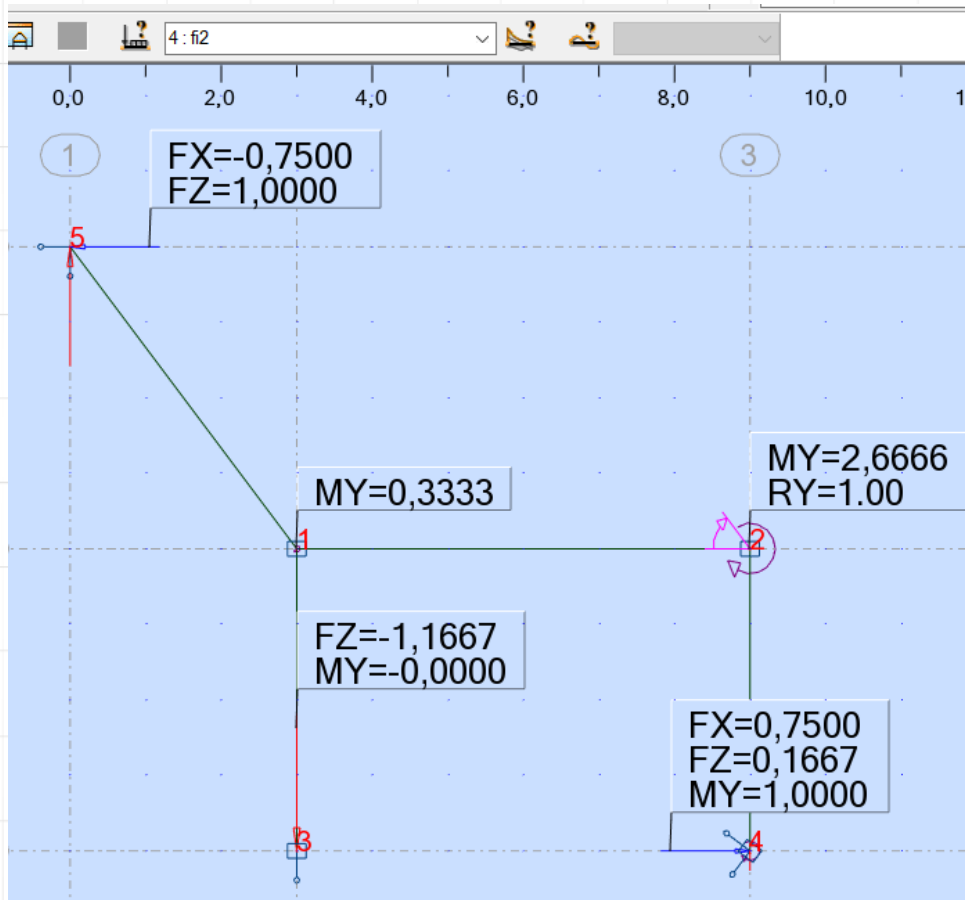 4 : fi2
0,0
2,0
4,0
6,0
8,0
10,0
1
1
3
FX=-0,7500
FZ=1,0000
5
MY=0,3333
1
MY=2,6666
RY=1.00
2
FZ=-1,1667
MY=-0,0000
FX=0,7500
FZ=0,1667
MY=1,0000
3
4